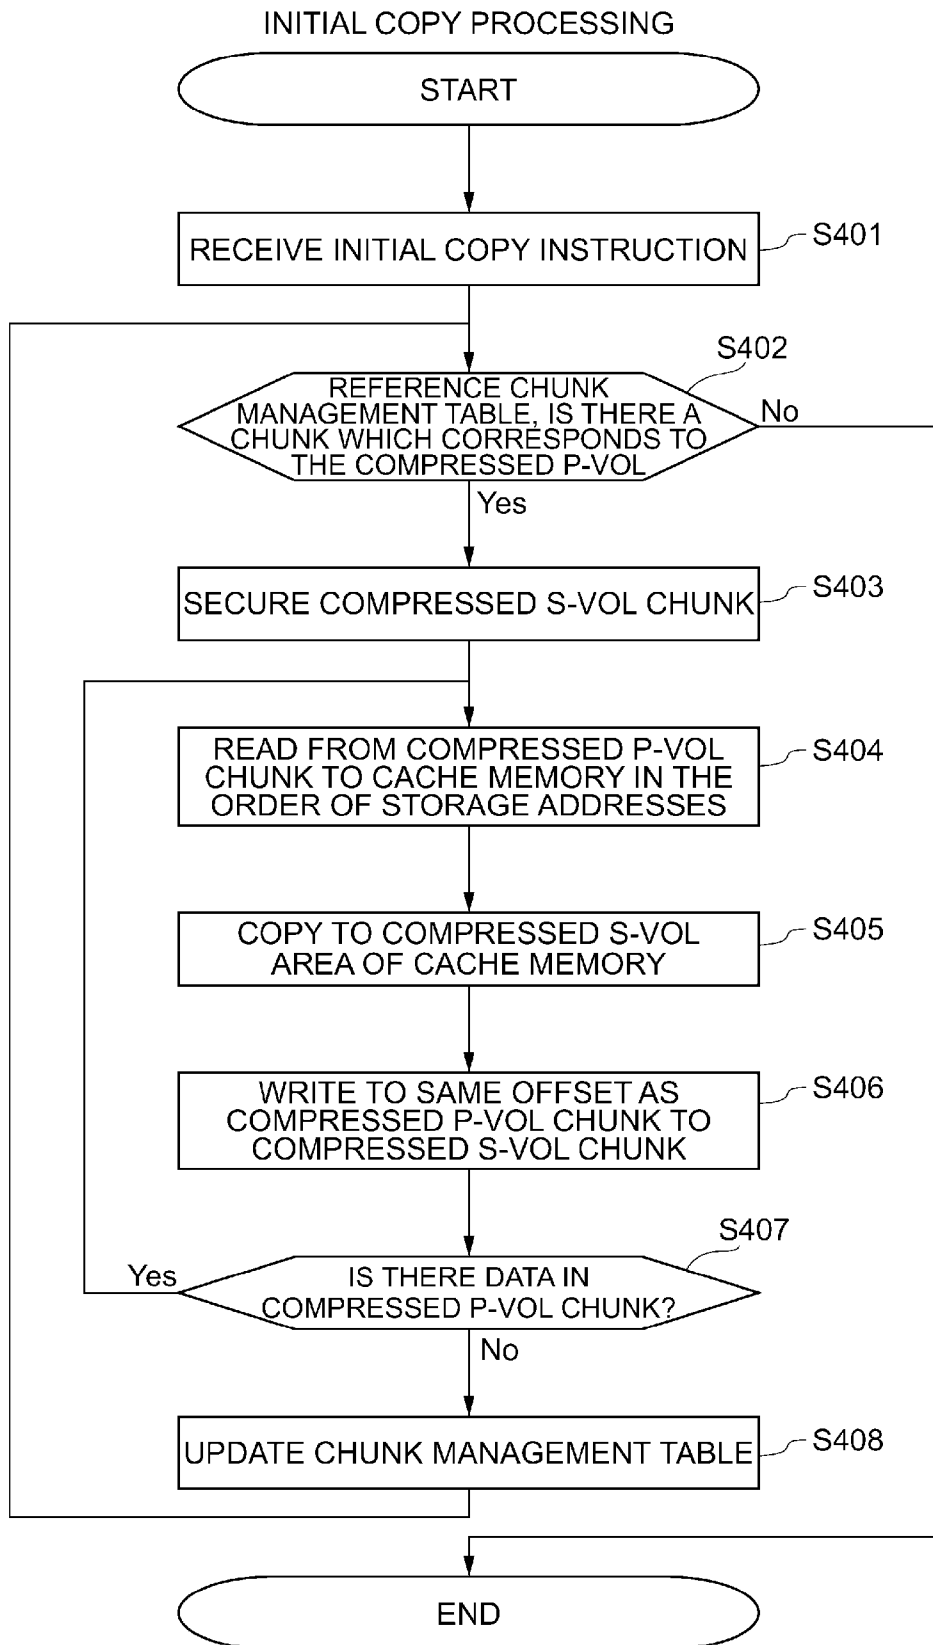 INITIAL COPY PROCESSING
START
RECEIVE INITIAL COPY INSTRUCTION
S401
S402
REFERENCE CHUNK
MANAGEMENT TABLE, IS THERE A
CHUNK WHICH CORRESPONDS TO
THE COMPRESSED P-VOL
No
Yes
SECURE COMPRESSED S-VOL CHUNK
S403
READ FROM COMPRESSED P-VOL
CHUNK TO CACHE MEMORY IN THE
ORDER OF STORAGE ADDRESSES
S404
COPY TO COMPRESSED S-VOL
AREA OF CACHE MEMORY
S405
WRITE TO SAME OFFSET AS
COMPRESSED P-VOL CHUNK TO
COMPRESSED S-VOL CHUNK
S406
S407
Yes
IS THERE DATA IN
COMPRESSED P-VOL CHUNK?
No
UPDATE CHUNK MANAGEMENT TABLE
S408
END